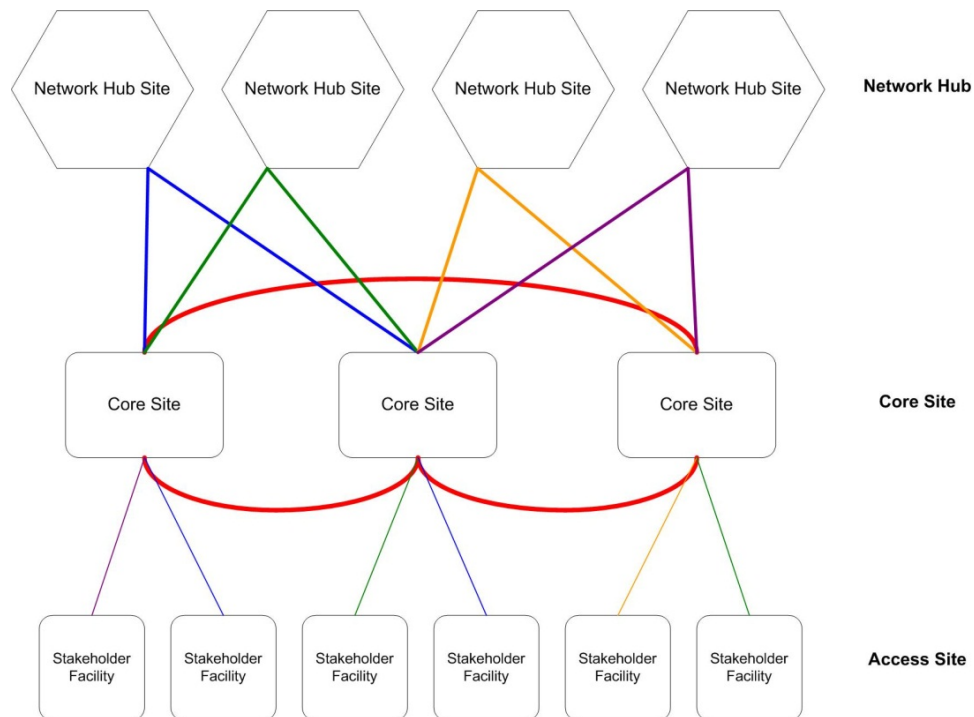 Network Hub Site
Network Hub Site
Network Hub Site
Network Hub Site
Network Hub
Core Site
Core Site
Core Site
Core Site
Stakeholder
Facility
Stakeholder
Facility
Stakeholder
Facility
Stakeholder
Facility
Stakeholder
Facility
Stakeholder
Facility
Access Site